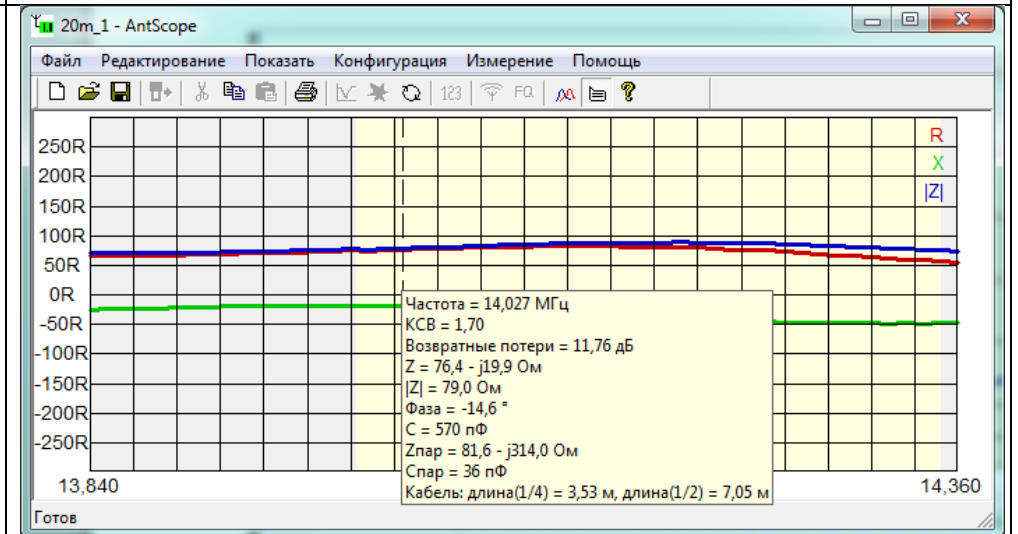 20m_1 - AntScope
Файл Редактирование Показать Конфигурация Измерение Помощь
123 FQ ?
R
X
|Z|
250R
200R
150R
100R
50R
0R
-50R
-100R
-150R
-200R
-250R
Частота = 14,027 МГц
КСВ = 1,70
Возвратные потери = 11,76 дБ
Z = 76,4 - j19,9 Ом
|Z| = 79,0 Ом
Фаза = -14,6 °
C = 570 пФ
Zпар = 81,6 - j314,0 Ом
Cпар = 36 пФ
Кабель: длина(1/4) = 3,53 м, длина(1/2) = 7,05 м
13,840 14,360
Готов